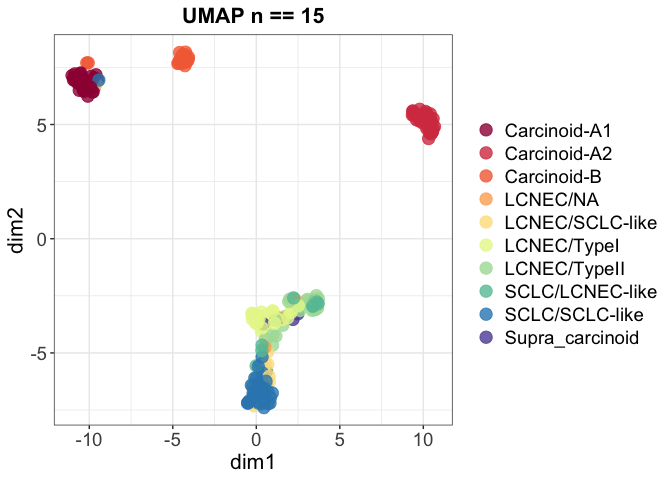 UMAP n == 15
dim2
5
0
-5
-10
-5
0
5
10
dim1
Carcinoid-A1
Carcinoid-A2
Carcinoid-B
LCNEC/NA
LCNEC/SCLC-like
LCNEC/TypeI
LCNEC/TypeII
SCLC/LCNEC-like
SCLC/SCLC-like
Supra_carcinoid